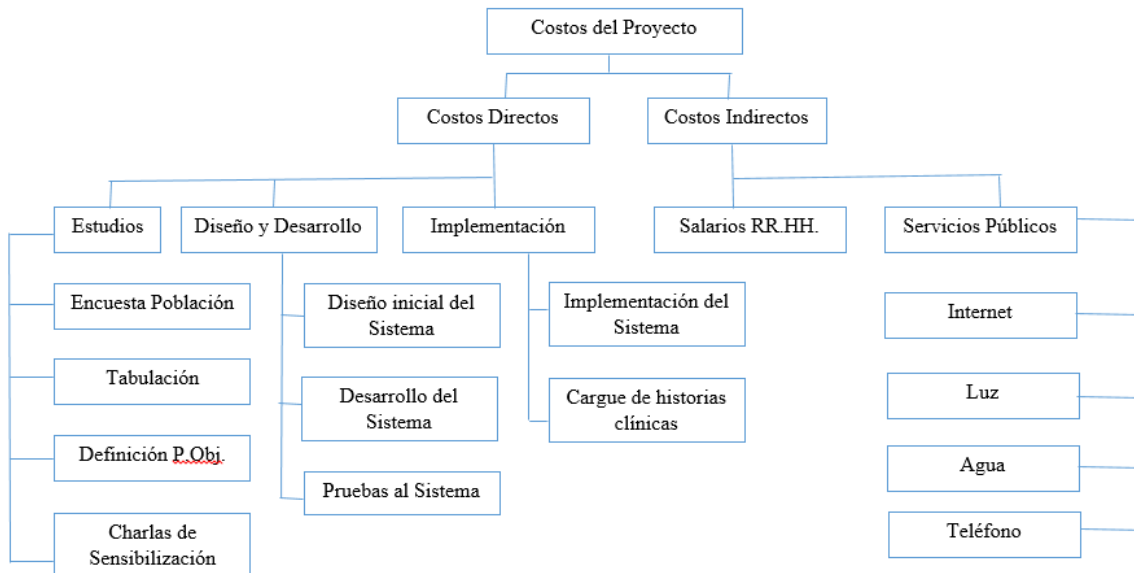 Costos del Proyecto
Costos Directos
Costos Indirectos
Estudios
Diseño y Desarrollo
Implementación
Salarios RR.HH.
Servicios Públicos
Encuesta Población
Tabulación
Definición P.Obj.
Charlas de
Sensibilización
Diseño inicial del
Sistema
Desarrollo del
Sistema
Pruebas al Sistema
Implementación del
Sistema
Cargue de historias
clínicas
Internet
Luz
Agua
Teléfono